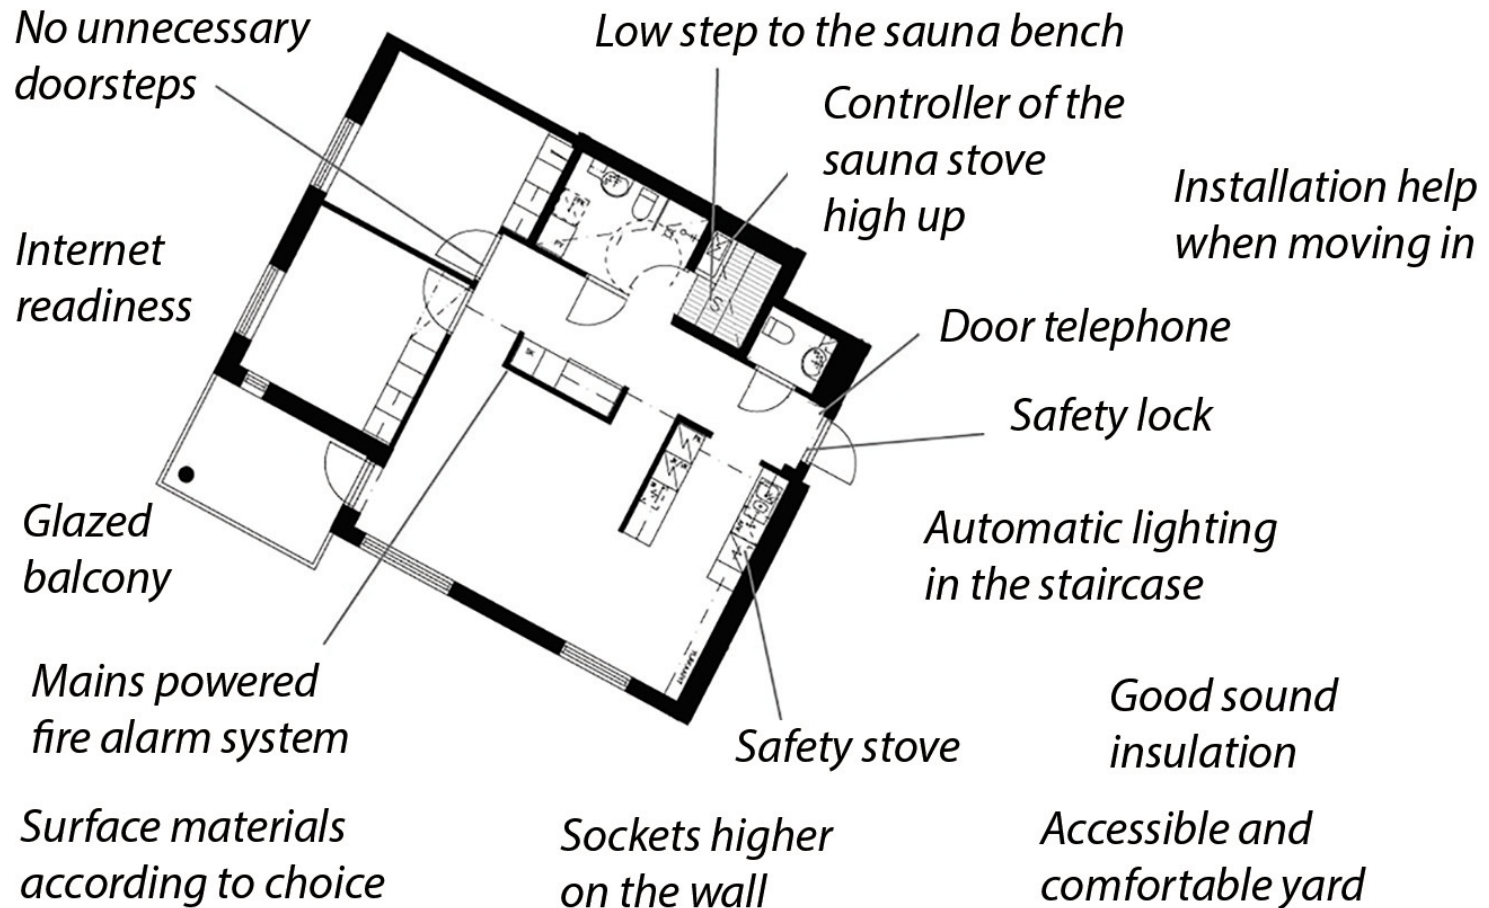 No unnecessary
doorsteps
Low step to the sauna bench
Controller of the
sauna stove
high up
Installation help
when moving in
Internet
readiness
S
Door telephone
Safety lock
Glazed
balcony
Automatic lighting
in the staircase
Mains powered
fire alarm system
Safety stove
Good sound
insulation
Surface materials
according to choice
Sockets higher
on the wall
Accessible and
comfortable yard